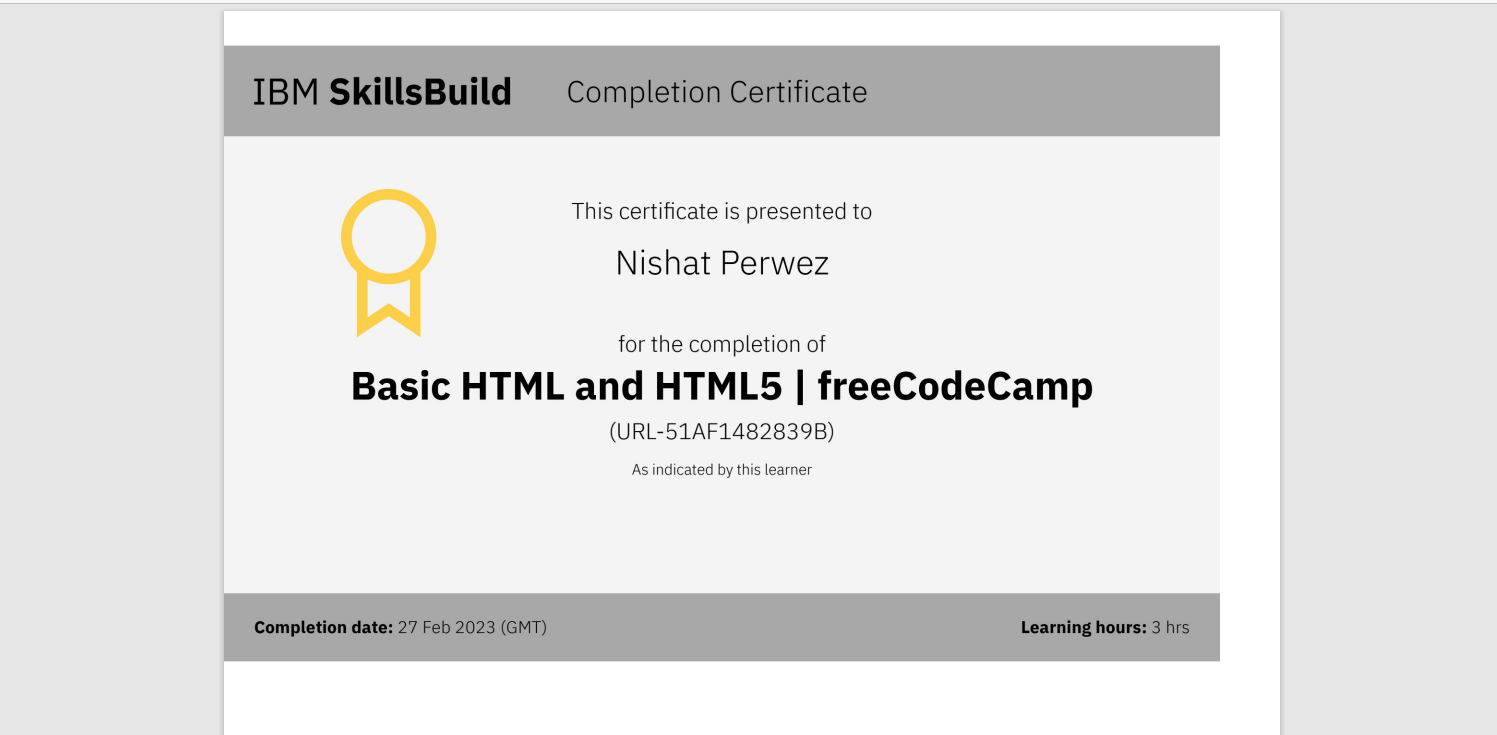 IBM SkillsBuild Completion Certificate
This certificate is presented to
Nishat Perwez
for the completion of
Basic HTML and HTML5 | freeCodeCamp
(URL-51AF1482839B)
As indicated by this learner
Completion date: 27 Feb 2023 (GMT) Learning hours: 3 hrs